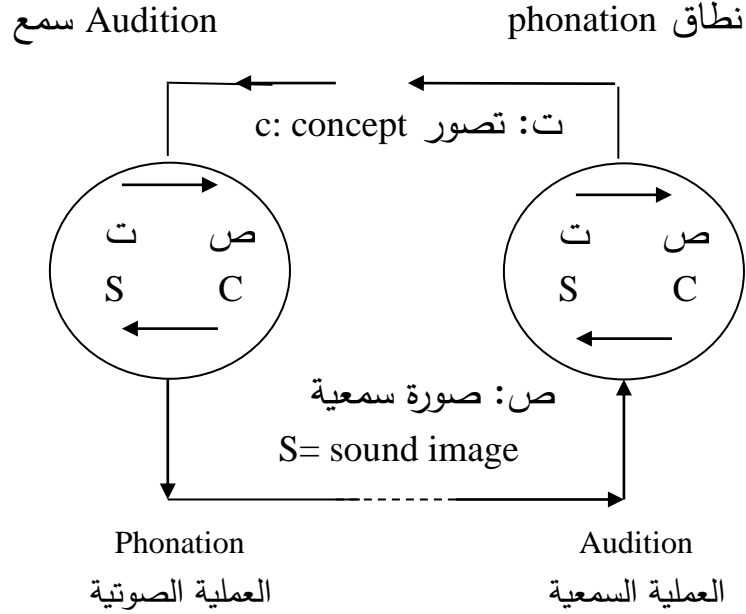 سمع Audition
نطاق phonation
ت: تصور c: concept
ت ص
S C
ت ص
S C
ص: صورة سمعية
S= sound image
Phonation
العملية الصوتية
Audition
العملية السمعية